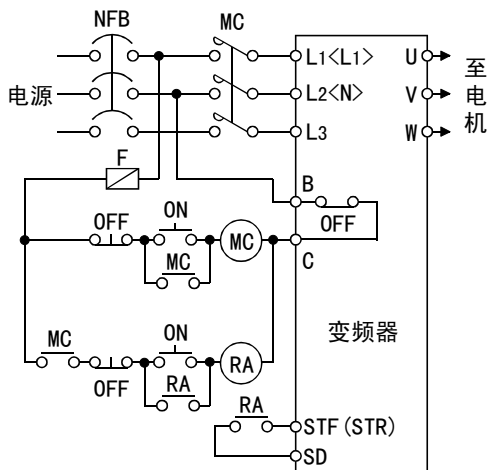 NFB
MC
L1<L1>
U
至电机
电源
L2<N>
V
L3
W
F
B
OFF
ON
OFF
MC
MC
C
变频器
MC
ON
OFF
RA
RA
RA
STF(STR)
SD